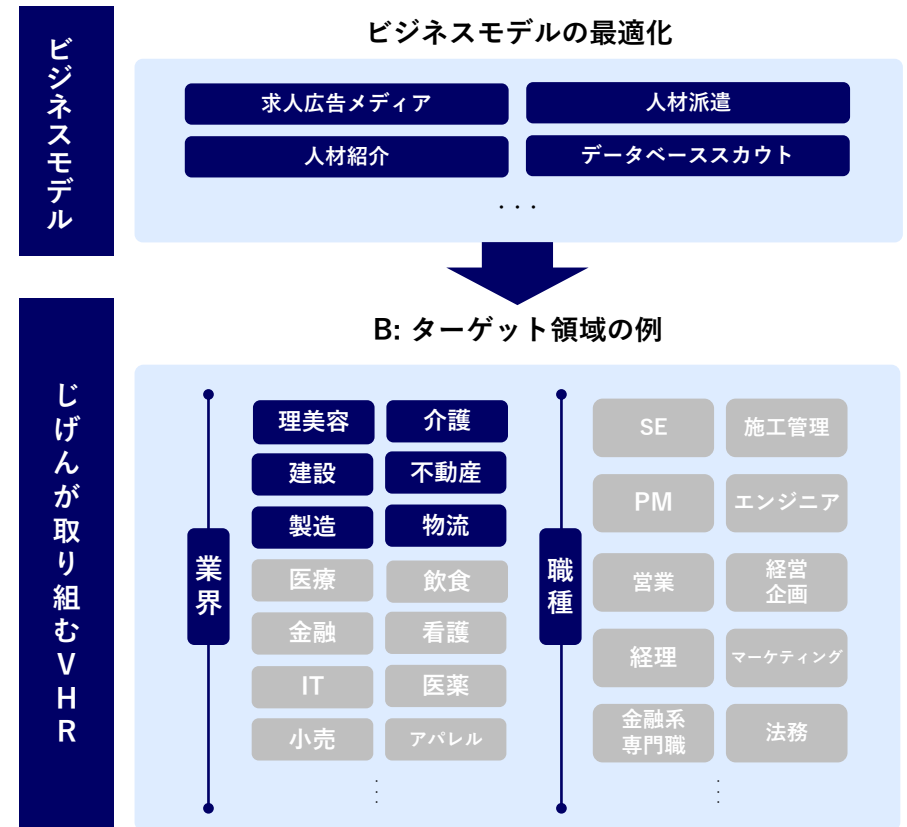 ビジネスモデル
ビジネスモデルの最適化
求人広告メディア
人材派遣
人材紹介
データベーススカウト
...
じげんが取り組むVHR
B: ターゲット領域の例
業界
理美容
介護
建設
不動産
製造
物流
医療
飲食
金融
看護
IT
医薬
小売
アパレル
...
職種
SE
施工管理
PM
エンジニア
営業
経営
企画
経理
マーケティング
金融系
専門職
法務
...